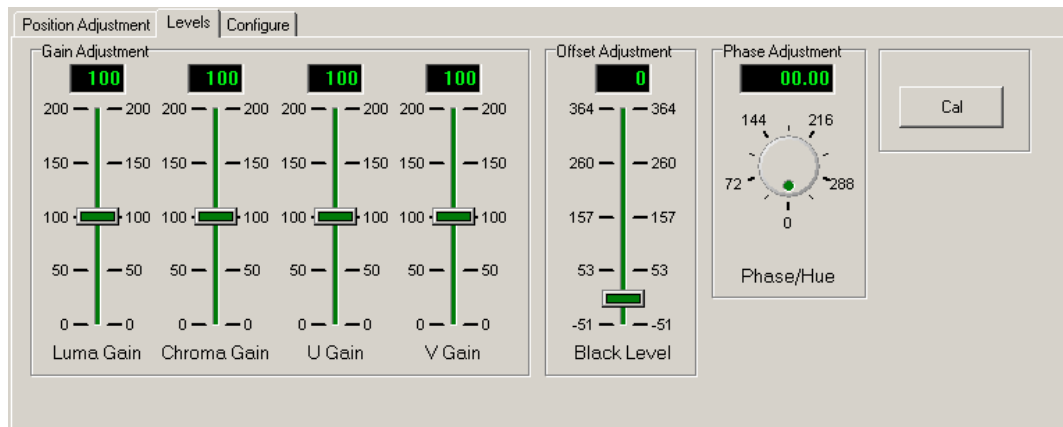 Position Adjustment Levels Configure
Gain Adjustment Offset Adjustment Phase Adjustment
100 100 100 100 0 00.00
200 200 200 200 200 200 200 200 364 364
Cal
144 216
150 150 150 150 150 150 150 150 260 260
72 288
100 100 100 100 100 100 100 100 157 157
0
50 50 50 50 50 50 50 50 53 53
Phase/Hue
0 0 0 0 0 0 0 0 -51 -51
Luma Gain Chroma Gain U Gain V Gain Black Level